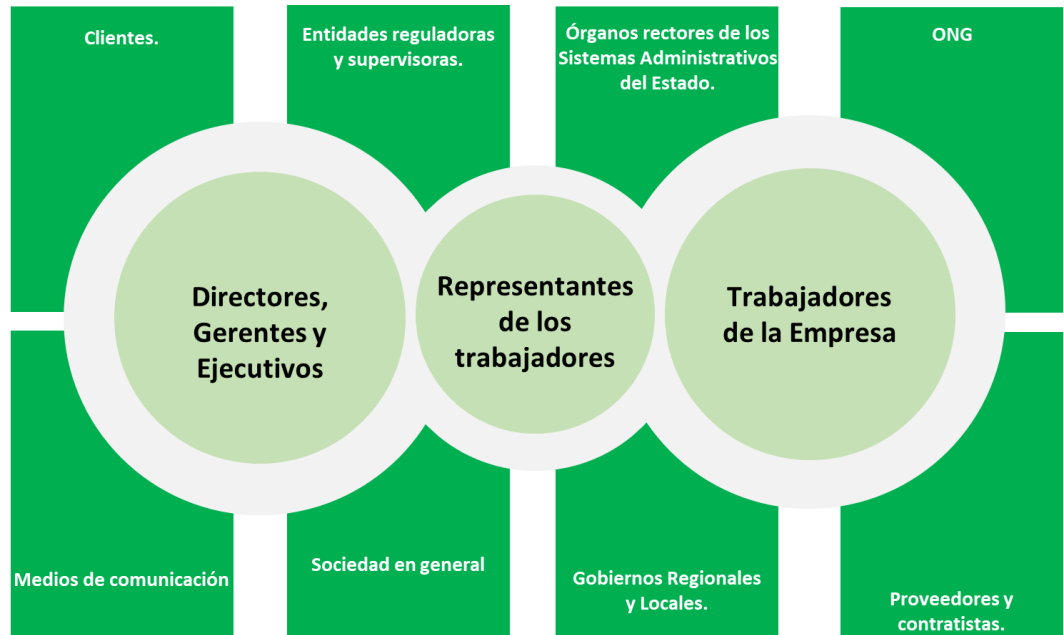 Clientes.
Entidades reguladoras
y supervisoras.
Órganos rectores de los
Sistemas Administrativos
del Estado.
ONG
Directores,
Gerentes y
Ejecutivos
Representantes
de los
trabajadores
Trabajadores
de la Empresa
Medios de comunicación
Sociedad en general
Gobiernos Regionales
y Locales.
Proveedores y
contratistas.